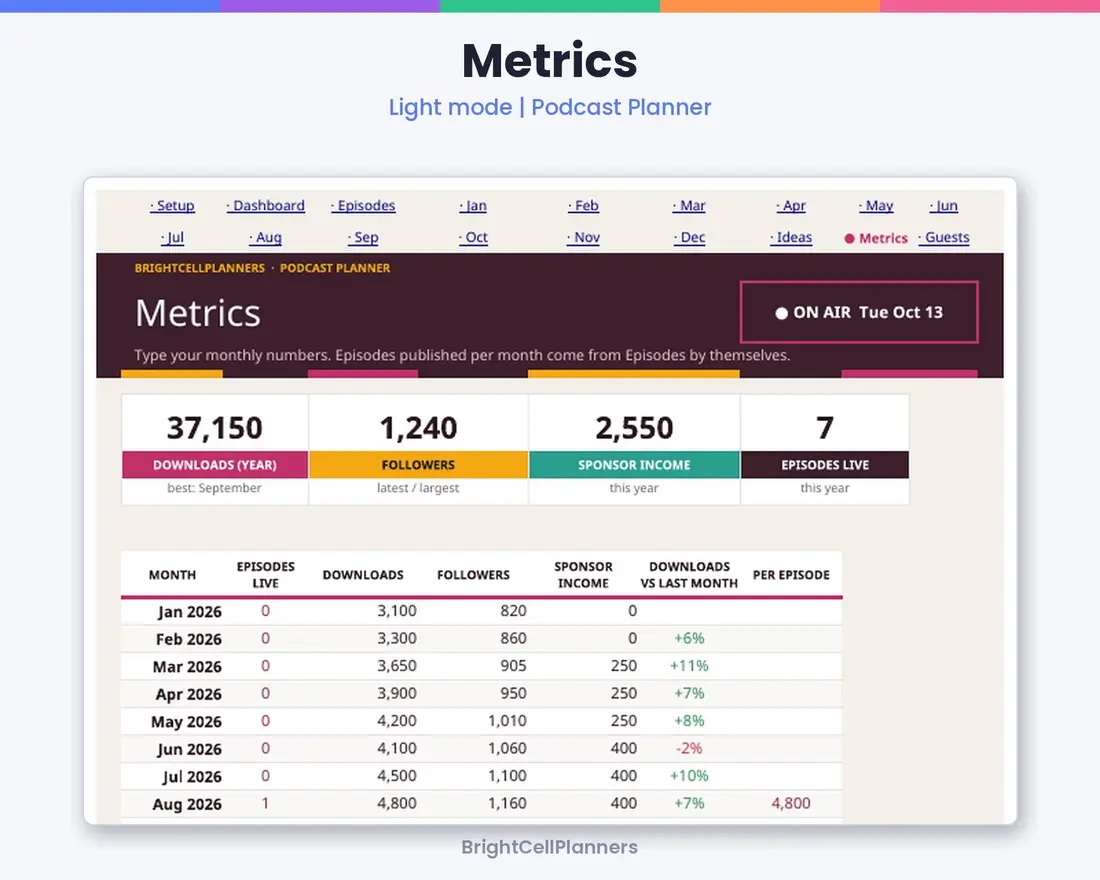 Metrics
Light mode | Podcast Planner
· Setup · Dashboard · Episodes · Jan · Feb · Mar · Apr · May · Jun
· Jul · Aug · Sep · Oct · Nov · Dec · Ideas ● Metrics · Guests
BRIGHTCELLPLANNERS · PODCAST PLANNER
Metrics
● ON AIR Tue Oct 13
Type your monthly numbers. Episodes published per month come from Episodes by themselves.
37,150 1,240 2,550 7
DOWNLOADS (YEAR) FOLLOWERS SPONSOR INCOME EPISODES LIVE
best: September latest / largest this year this year
MONTH EPISODES LIVE DOWNLOADS FOLLOWERS SPONSOR INCOME DOWNLOADS VS LAST MONTH PER EPISODE
Jan 2026 0 3,100 820 0
Feb 2026 0 3,300 860 0 +6%
Mar 2026 0 3,650 905 250 +11%
Apr 2026 0 3,900 950 250 +7%
May 2026 0 4,200 1,010 250 +8%
Jun 2026 0 4,100 1,060 400 -2%
Jul 2026 0 4,500 1,100 400 +10%
Aug 2026 1 4,800 1,160 400 +7% 4,800
BrightCellPlanners